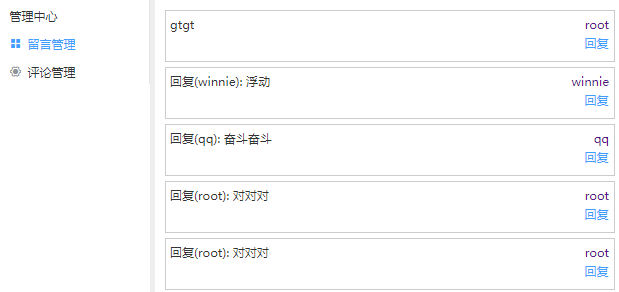 管理中心
留言管理
评论管理
gtgt
root
回复
回复(winnie): 浮动
winnie
回复
回复(qq): 奋斗奋斗
qq
回复
回复(root): 对对对
root
回复
回复(root): 对对对
root
回复